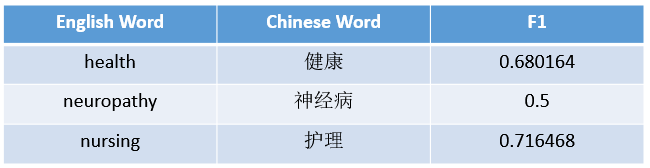 English Word Chinese Word F1
health 健康 0.680164
neuropathy 神经病 0.5
nursing 护理 0.716468